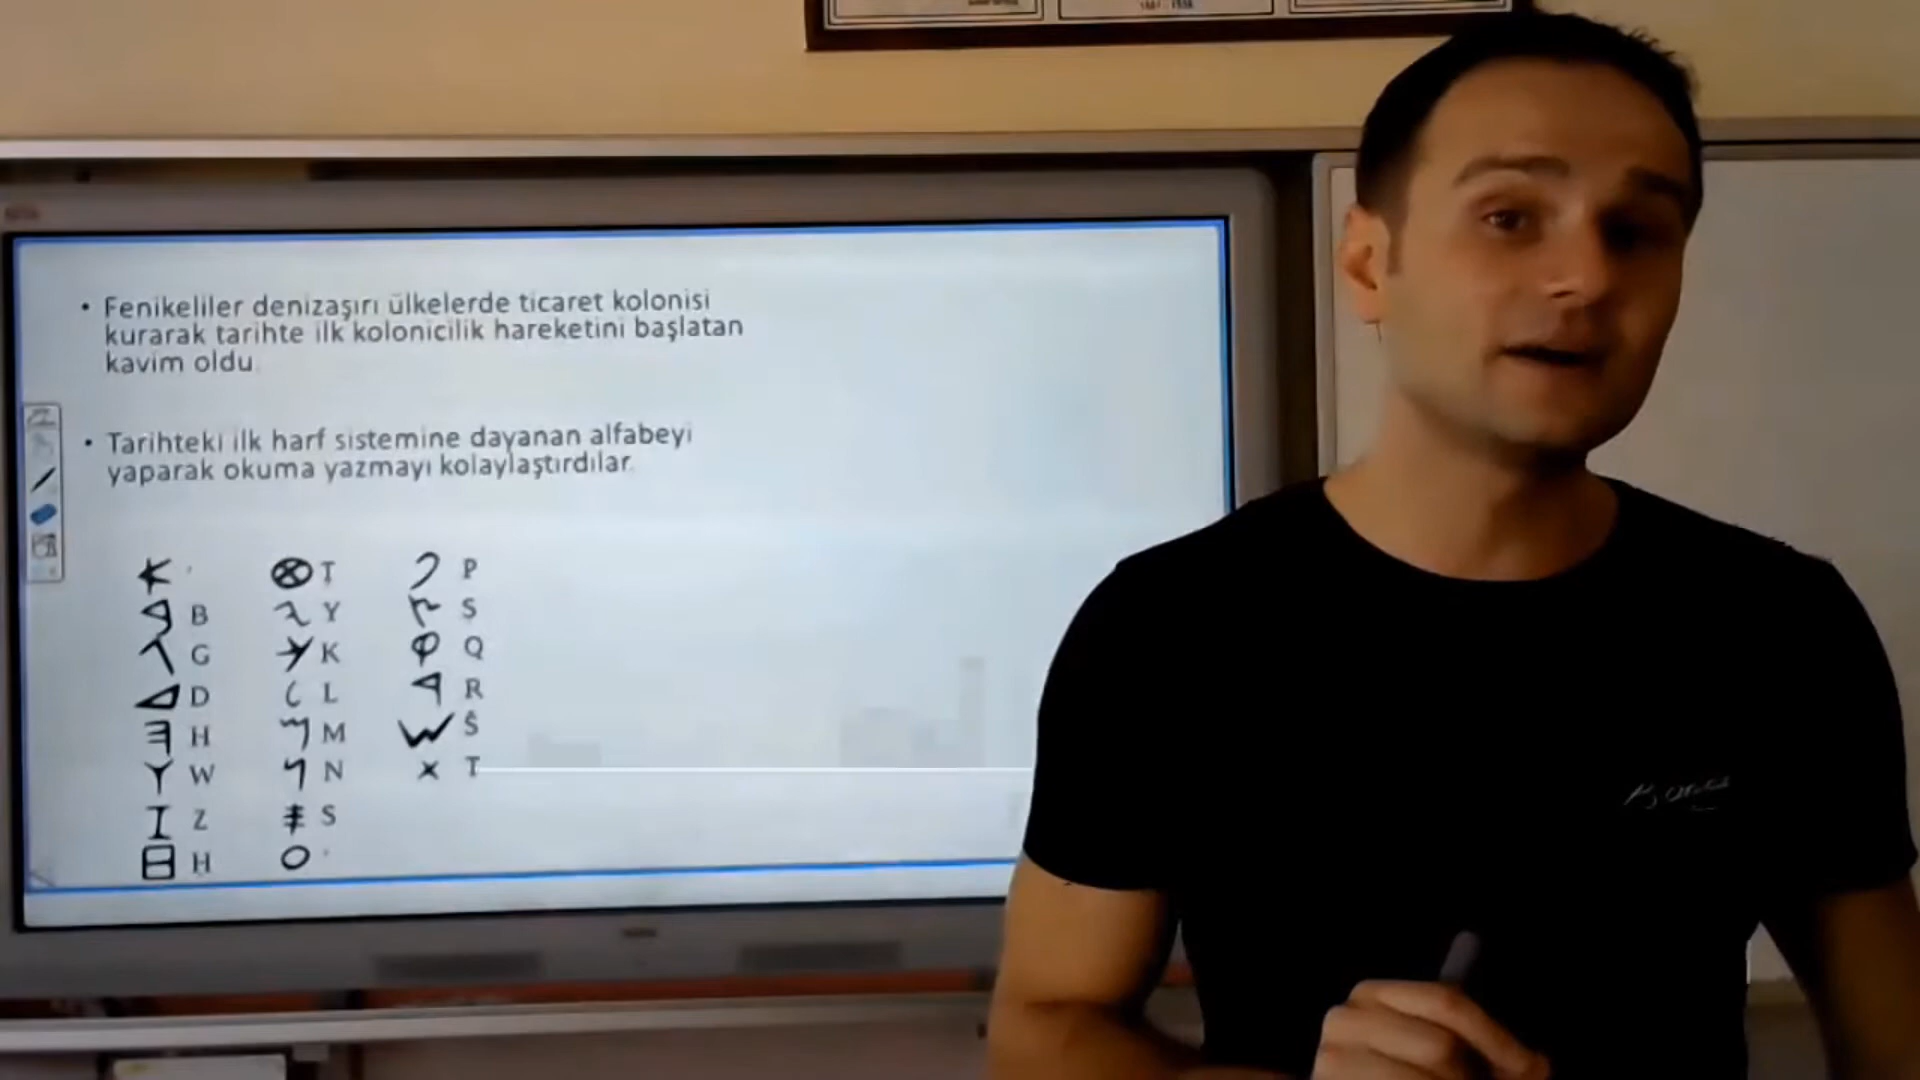 • Fenikeliler denizaşırı ülkelerde ticaret kolonisi
kurarak tarihte ilk kolonicilik hareketini başlatan
kavim oldu.
• Tarihteki ilk harf sistemine dayanan alfabeyi
yaparak okuma yazmayı kolaylaştırdılar.
𐤀 ʾ 𐤈 T 𐤐 P
𐤁 B 𐤉 Y 𐤑 S
𐤂 G 𐤊 K 𐤒 Q
𐤃 D 𐤋 L 𐤓 R
𐤄 H 𐤌 M 𐤔 Š
𐤅 W 𐤍 N 𐤕 T
𐤆 Z 𐤎 S
𐤇 H 𐤏 ʿ